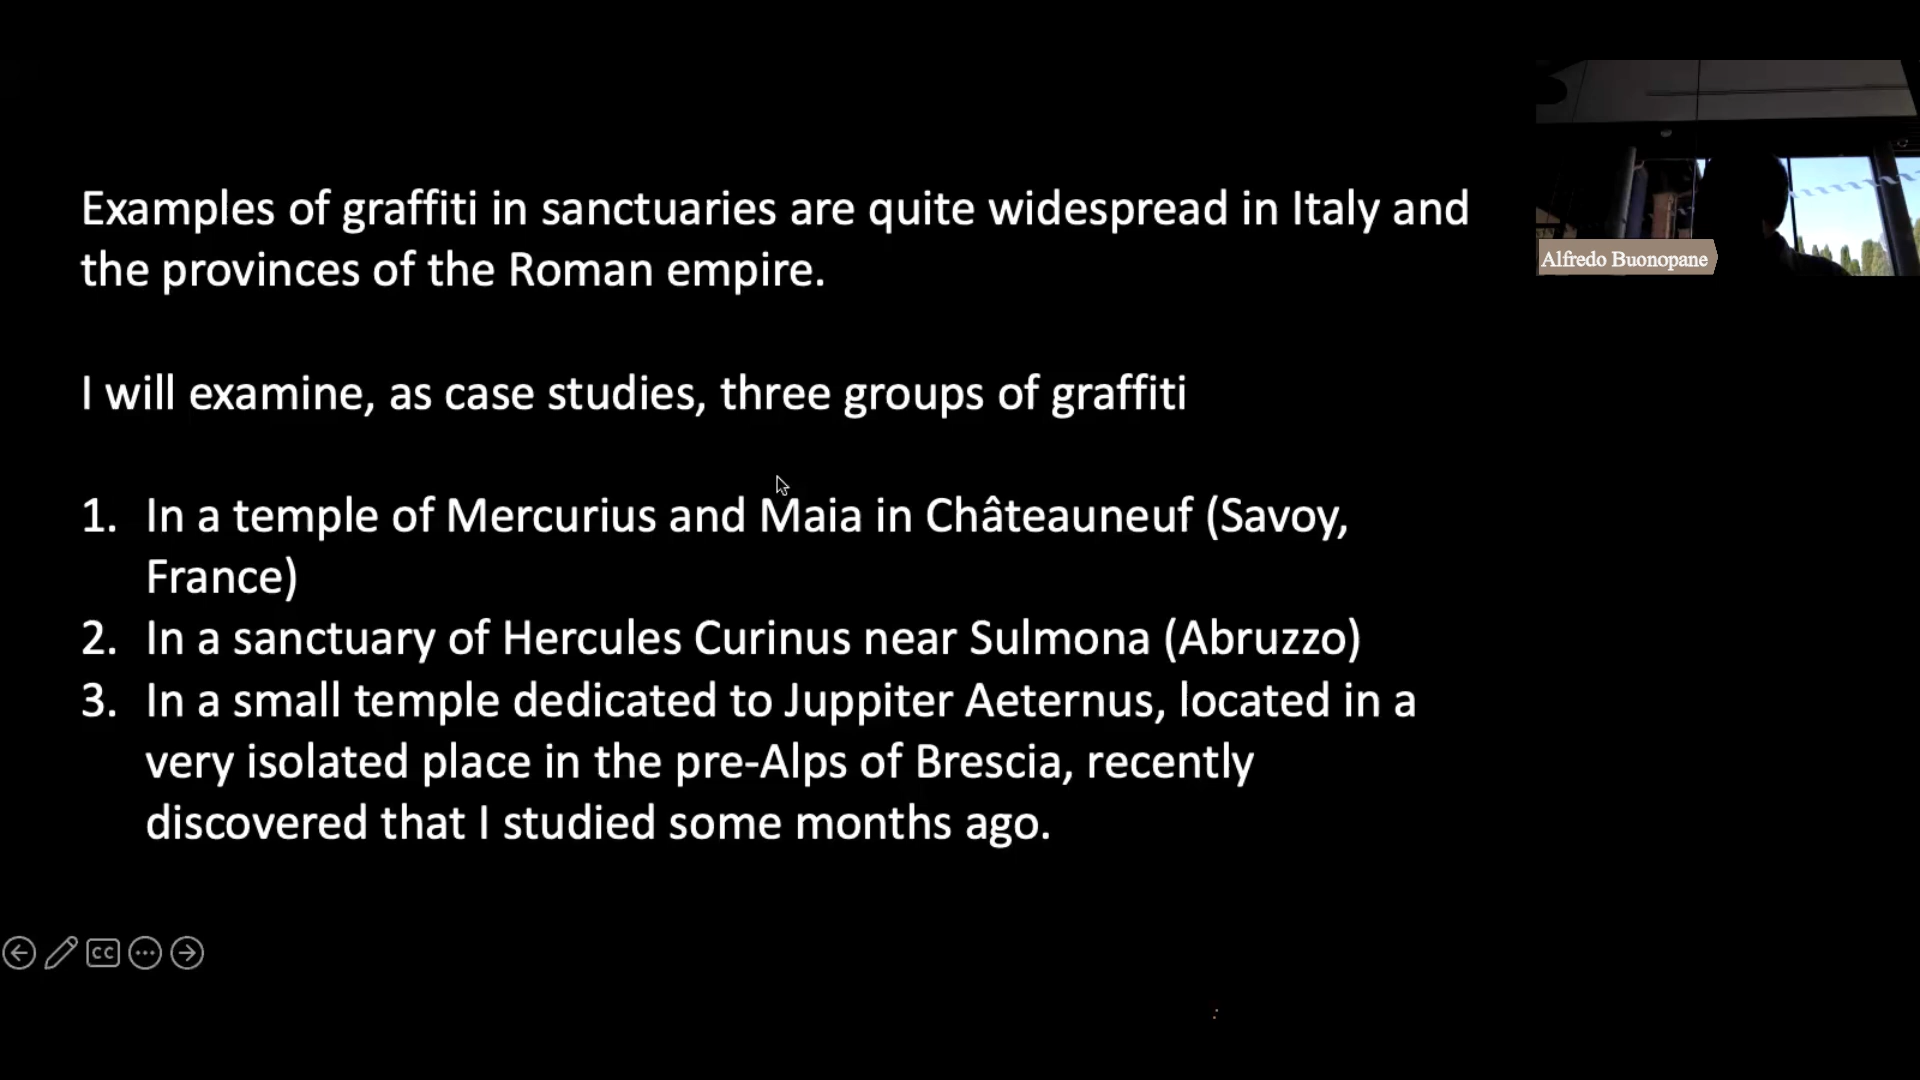 Examples of graffiti in sanctuaries are quite widespread in Italy and
the provinces of the Roman empire.
I will examine, as case studies, three groups of graffiti
1. In a temple of Mercurius and Maia in Châteauneuf (Savoy,
France)
2. In a sanctuary of Hercules Curinus near Sulmona (Abruzzo)
3. In a small temple dedicated to Juppiter Aeternus, located in a
very isolated place in the pre-Alps of Brescia, recently
discovered that I studied some months ago.
Alfredo Buonopane
CC